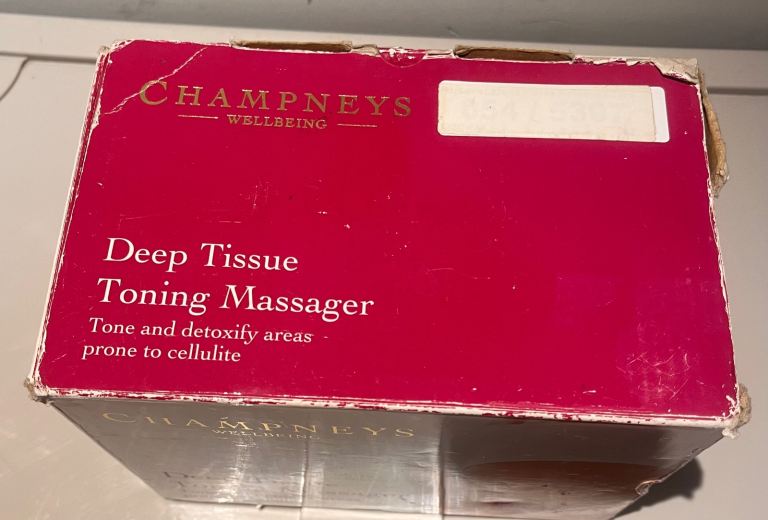 CHAMPNEYS
WELLBEING
Deep Tissue
Toning Massager
Tone and detoxify areas
prone to cellulite
CHAMPNEYS
WELLBEING